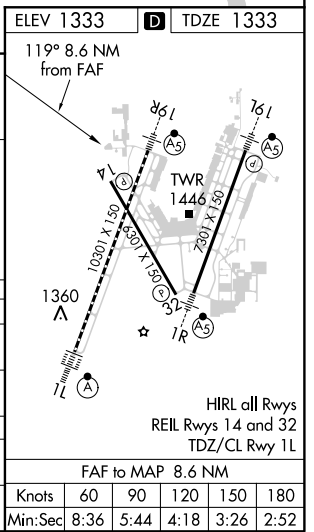 ELEV 1333 D TDZE 1333
119° 8.6 NM
from FAF
19R
19L
A5
A5
14
P
P
TWR
1446
10301 X 150
6301 X 150
7301 X 150
1360
P
32
1R
A5
1L
A
HIRL all Rwys
REIL Rwys 14 and 32
TDZ/CL Rwy 1L
FAF to MAP 8.6 NM
Knots 60 90 120 150 180
Min:Sec 8:36 5:44 4:18 3:26 2:52